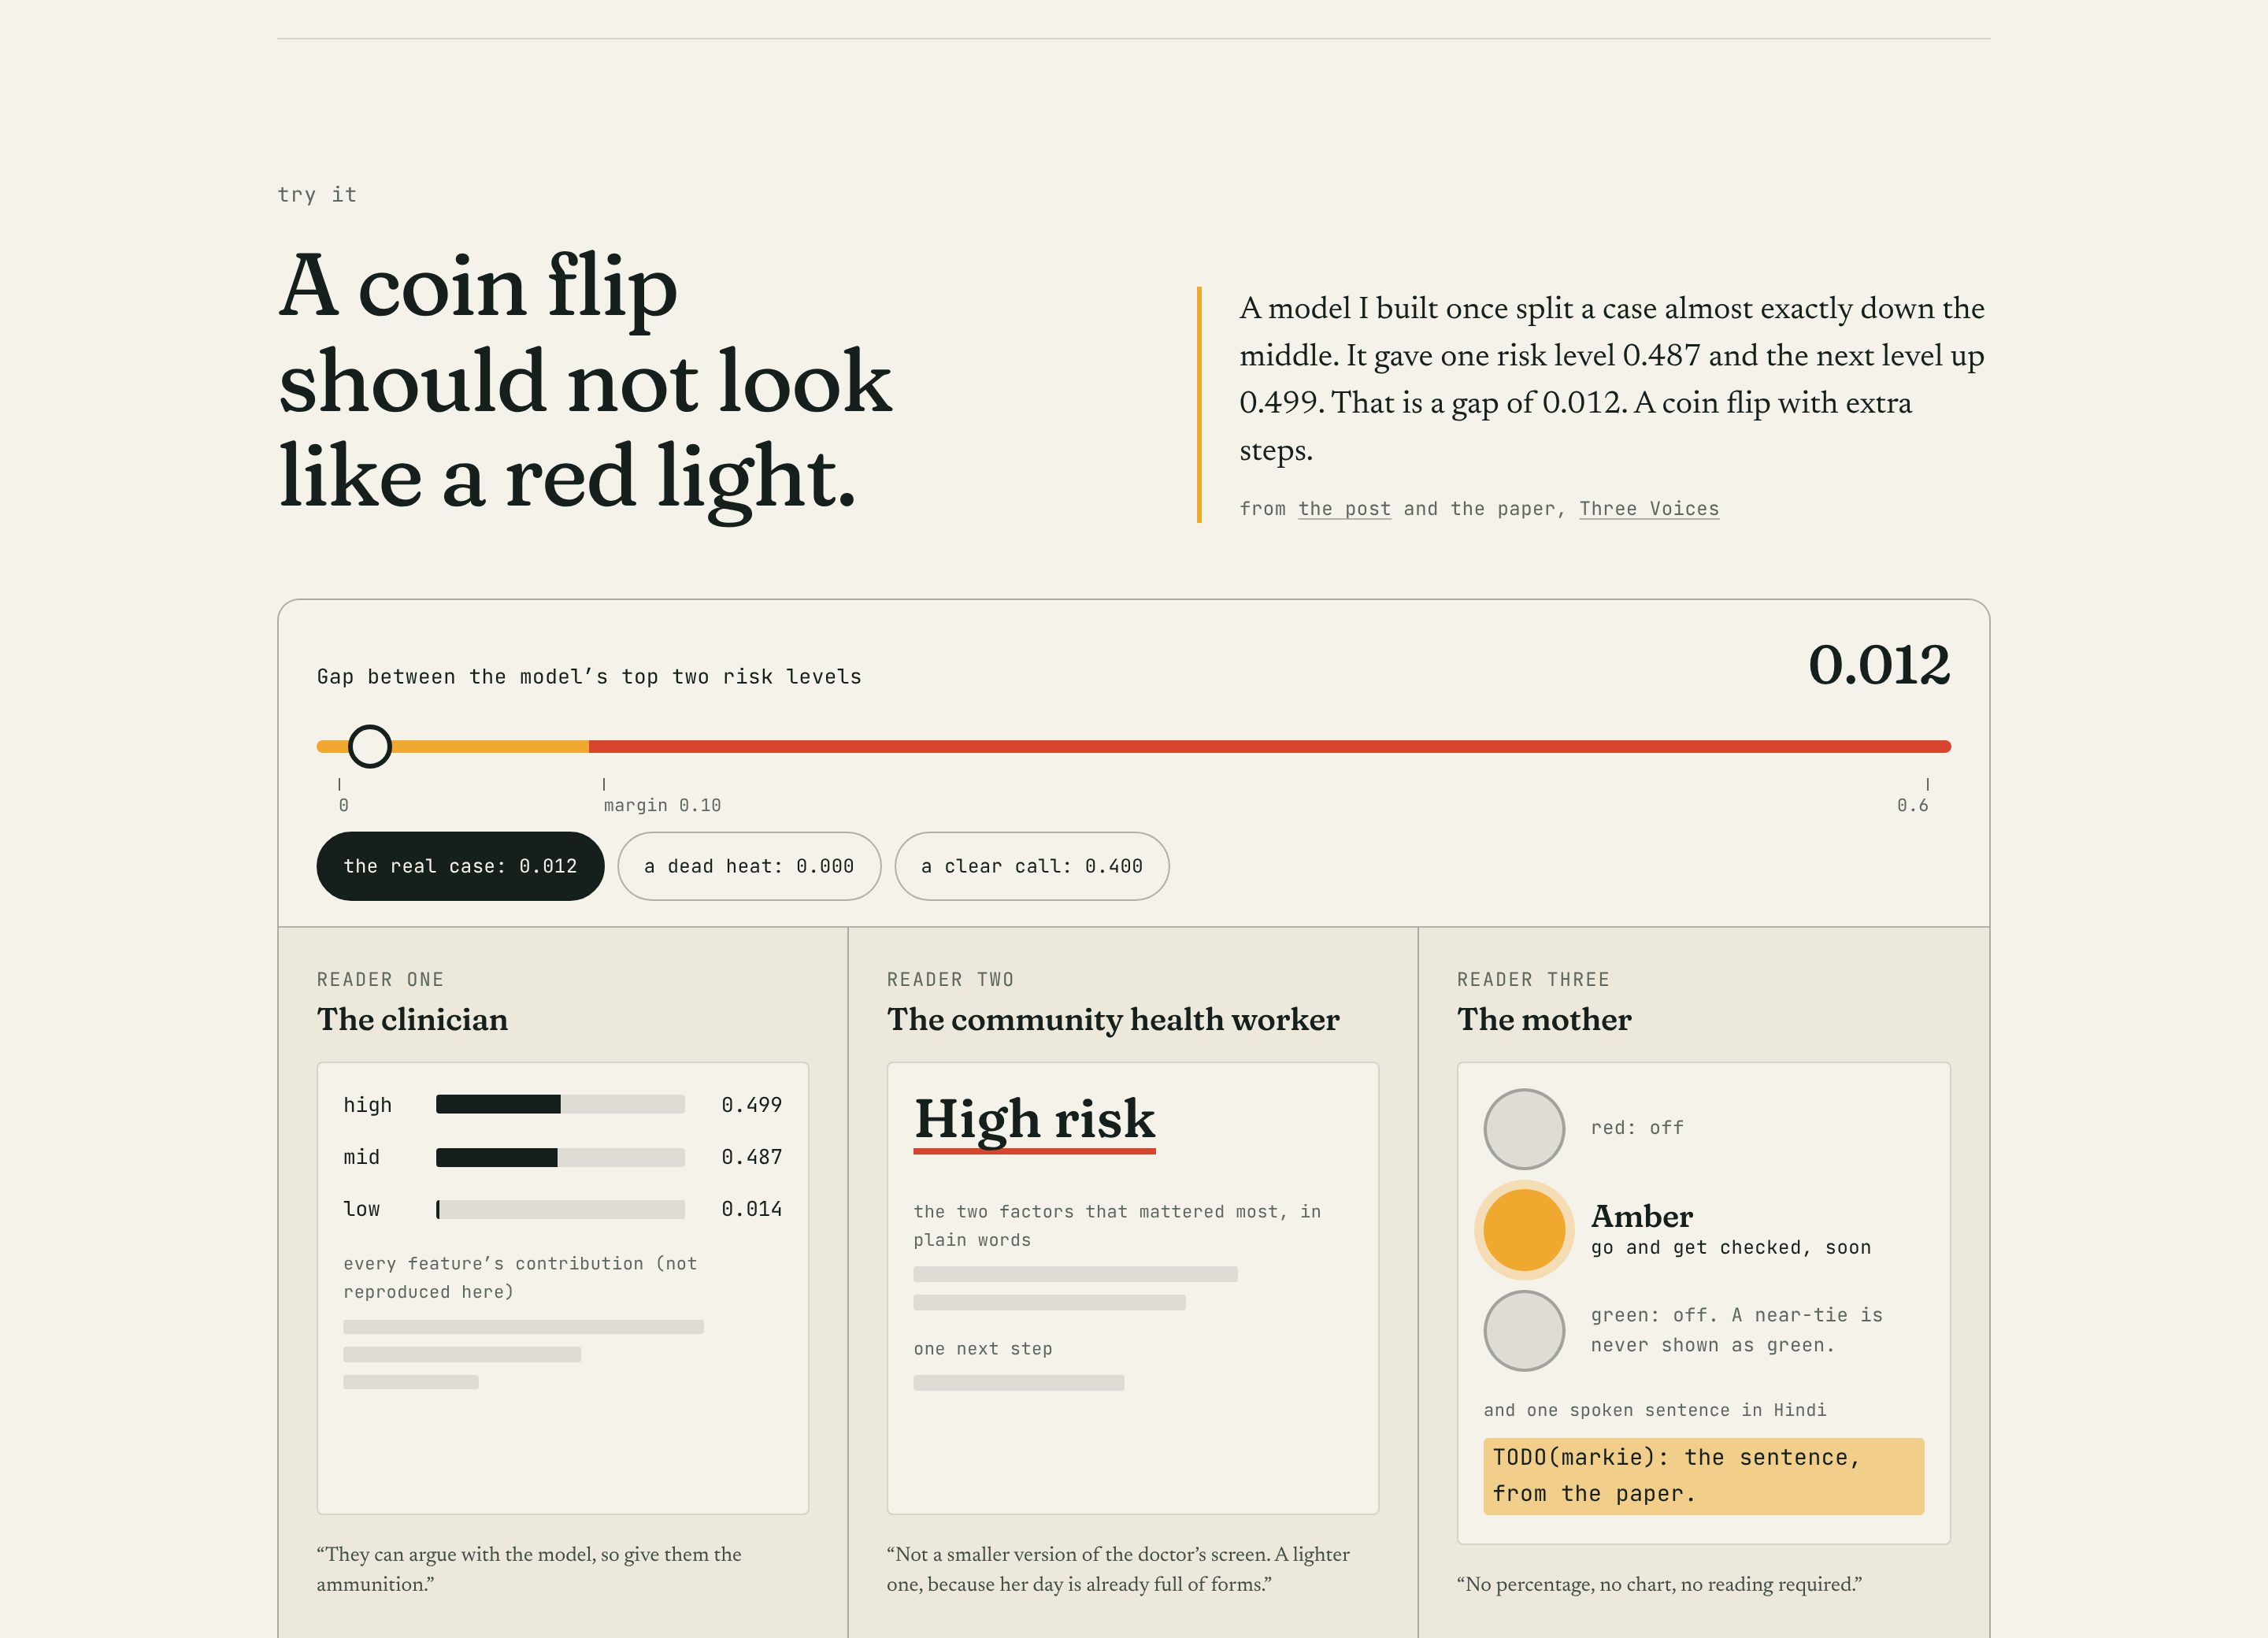 try it
A coin flip
should not look
like a red light.
A model I built once split a case almost exactly down the
middle. It gave one risk level 0.487 and the next level up
0.499. That is a gap of 0.012. A coin flip with extra
steps.
from the post and the paper, Three Voices
Gap between the model’s top two risk levels
0.012
0
margin 0.10
0.6
the real case: 0.012
a dead heat: 0.000
a clear call: 0.400
READER ONE
The clinician
high 0.499
mid 0.487
low 0.014
every feature’s contribution (not
reproduced here)
“They can argue with the model, so give them the
ammunition.”
READER TWO
The community health worker
High risk
the two factors that mattered most, in
plain words
one next step
“Not a smaller version of the doctor’s screen. A lighter
one, because her day is already full of forms.”
READER THREE
The mother
red: off
Amber
go and get checked, soon
green: off. A near-tie is
never shown as green.
and one spoken sentence in Hindi
TODO(markie): the sentence,
from the paper.
“No percentage, no chart, no reading required.”